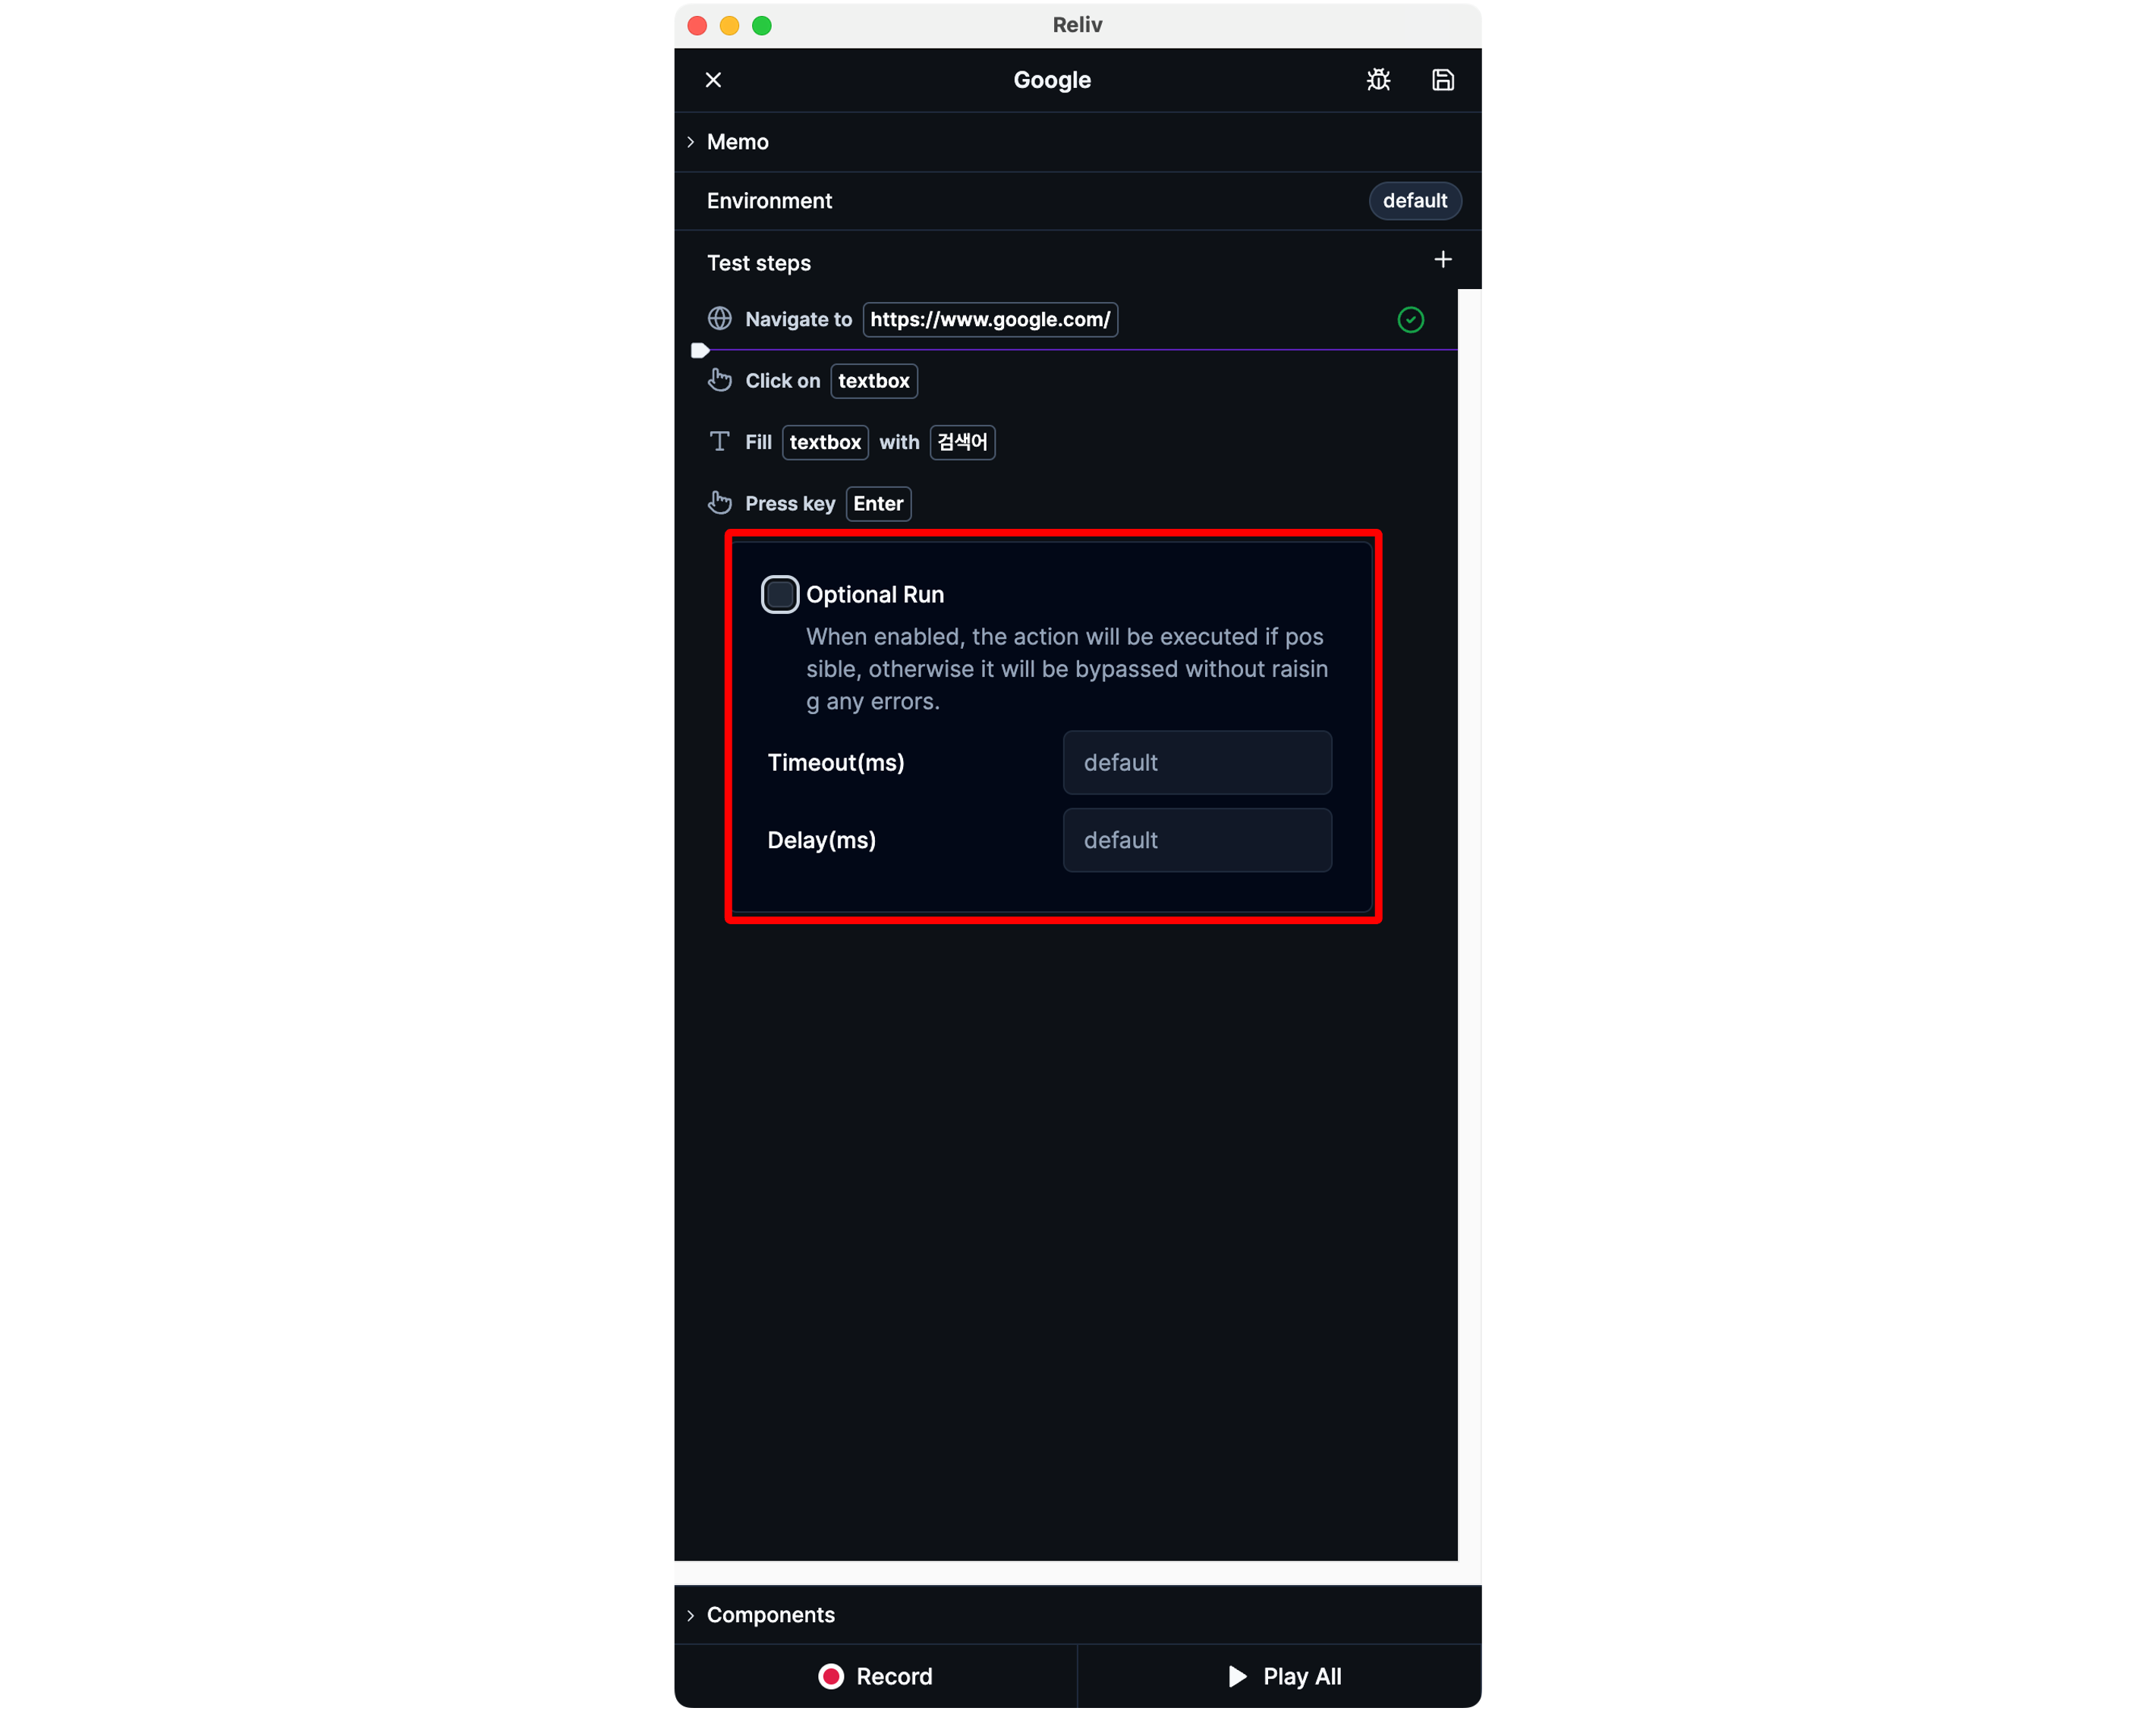 Reliv
Google
Memo
Environment default
Test steps
Navigate to https://www.google.com/
Click on textbox
Fill textbox with 검색어
Press key Enter
Optional Run
When enabled, the action will be executed if pos
sible, otherwise it will be bypassed without raisin
g any errors.
Timeout(ms) default
Delay(ms) default
Components
Record Play All